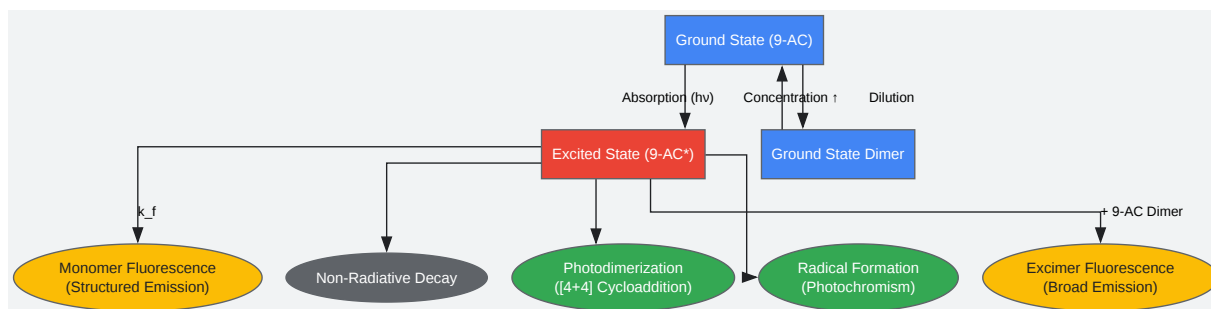 Ground State (9-AC)
Absorption (hν)
Concentration ↑
Dilution
Excited State (9-AC*)
Ground State Dimer
k_f
+ 9-AC Dimer
Monomer Fluorescence
(Structured Emission)
Non-Radiative Decay
Photodimerization
([4+4] Cycloaddition)
Radical Formation
(Photochromism)
Excimer Fluorescence
(Broad Emission)